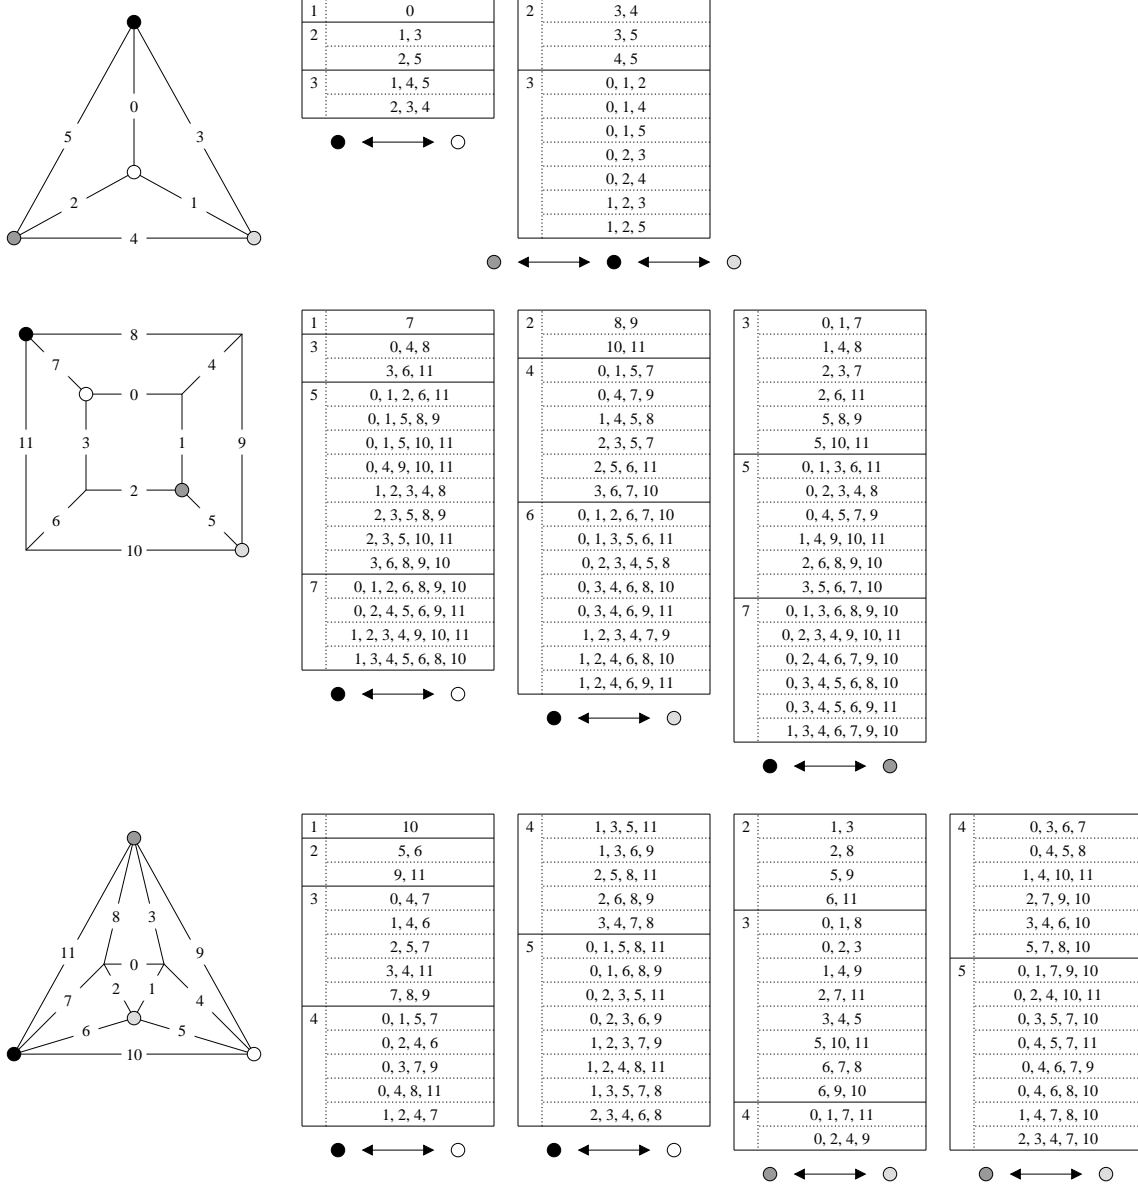 0
5
3
2
1
4
1 0
2 1, 3
2, 5
3 1, 4, 5
2, 3, 4
2 3, 4
3, 5
4, 5
3 0, 1, 2
0, 1, 4
0, 1, 5
0, 2, 3
0, 2, 4
1, 2, 3
1, 2, 5
8
7
4
0
11
3
1
9
2
6
5
10
1 7
3 0, 4, 8
3, 6, 11
5 0, 1, 2, 6, 11
0, 1, 5, 8, 9
0, 1, 5, 10, 11
0, 4, 9, 10, 11
1, 2, 3, 4, 8
2, 3, 5, 8, 9
2, 3, 5, 10, 11
3, 6, 8, 9, 10
7 0, 1, 2, 6, 8, 9, 10
0, 2, 4, 5, 6, 9, 11
1, 2, 3, 4, 9, 10, 11
1, 3, 4, 5, 6, 8, 10
2 8, 9
10, 11
4 0, 1, 5, 7
0, 4, 7, 9
1, 4, 5, 8
2, 3, 5, 7
2, 5, 6, 11
3, 6, 7, 10
6 0, 1, 2, 6, 7, 10
0, 1, 3, 5, 6, 11
0, 2, 3, 4, 5, 8
0, 3, 4, 6, 8, 10
0, 3, 4, 6, 9, 11
1, 2, 3, 4, 7, 9
1, 2, 4, 6, 8, 10
1, 2, 4, 6, 9, 11
3 0, 1, 7
1, 4, 8
2, 3, 7
2, 6, 11
5, 8, 9
5, 10, 11
5 0, 1, 3, 6, 11
0, 2, 3, 4, 8
0, 4, 5, 7, 9
1, 4, 9, 10, 11
2, 6, 8, 9, 10
3, 5, 6, 7, 10
7 0, 1, 3, 6, 8, 9, 10
0, 2, 3, 4, 9, 10, 11
0, 2, 4, 6, 7, 9, 10
0, 3, 4, 5, 6, 8, 10
0, 3, 4, 5, 6, 9, 11
1, 3, 4, 6, 7, 9, 10
8
3
11
9
0
2
1
7
4
6
5
10
1 10
2 5, 6
9, 11
3 0, 4, 7
1, 4, 6
2, 5, 7
3, 4, 11
7, 8, 9
4 0, 1, 5, 7
0, 2, 4, 6
0, 3, 7, 9
0, 4, 8, 11
1, 2, 4, 7
4 1, 3, 5, 11
1, 3, 6, 9
2, 5, 8, 11
2, 6, 8, 9
3, 4, 7, 8
5 0, 1, 5, 8, 11
0, 1, 6, 8, 9
0, 2, 3, 5, 11
0, 2, 3, 6, 9
1, 2, 3, 7, 9
1, 2, 4, 8, 11
1, 3, 5, 7, 8
2, 3, 4, 6, 8
2 1, 3
2, 8
5, 9
6, 11
3 0, 1, 8
0, 2, 3
1, 4, 9
2, 7, 11
3, 4, 5
5, 10, 11
6, 7, 8
6, 9, 10
4 0, 1, 7, 11
0, 2, 4, 9
4 0, 3, 6, 7
0, 4, 5, 8
1, 4, 10, 11
2, 7, 9, 10
3, 4, 6, 10
5, 7, 8, 10
5 0, 1, 7, 9, 10
0, 2, 4, 10, 11
0, 3, 5, 7, 10
0, 4, 5, 7, 11
0, 4, 6, 7, 9
0, 4, 6, 8, 10
1, 4, 7, 8, 10
2, 3, 4, 7, 10